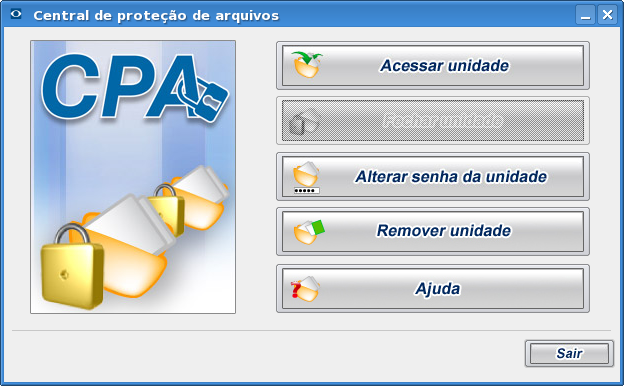 Central de proteção de arquivos
CPA
Acessar unidade
Fechar unidade
Alterar senha da unidade
Remover unidade
Ajuda
Sair